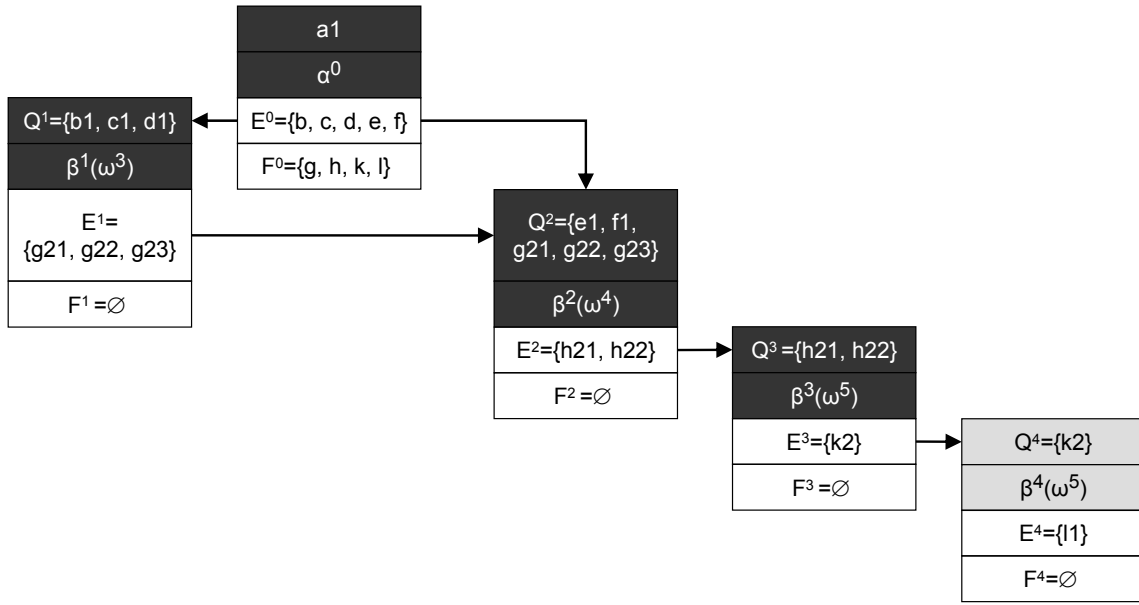 a1
α⁰
E⁰={b, c, d, e, f}
F⁰={g, h, k, l}
Q¹={b1, c1, d1}
β¹(ω³)
E¹=
{g21, g22, g23}
F¹=∅
Q²={e1, f1,
g21, g22, g23}
β²(ω⁴)
E²={h21, h22}
F²=∅
Q³={h21, h22}
β³(ω⁵)
E³={k2}
F³=∅
Q⁴={k2}
β⁴(ω⁵)
E⁴={l1}
F⁴=∅